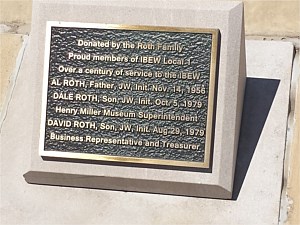 Donated by the Roth Family -
Proud members of IBEW Local 1
Over a century of service to the IBEW
AL ROTH, Father, JW, Init. Nov. 14, 1956
DALE ROTH, Son, JW, Init. Oct. 5, 1979
Henry Miller Museum Superintendent
DAVID ROTH, Son, JW, Init. Aug. 29, 1979
Business Representative and Treasurer